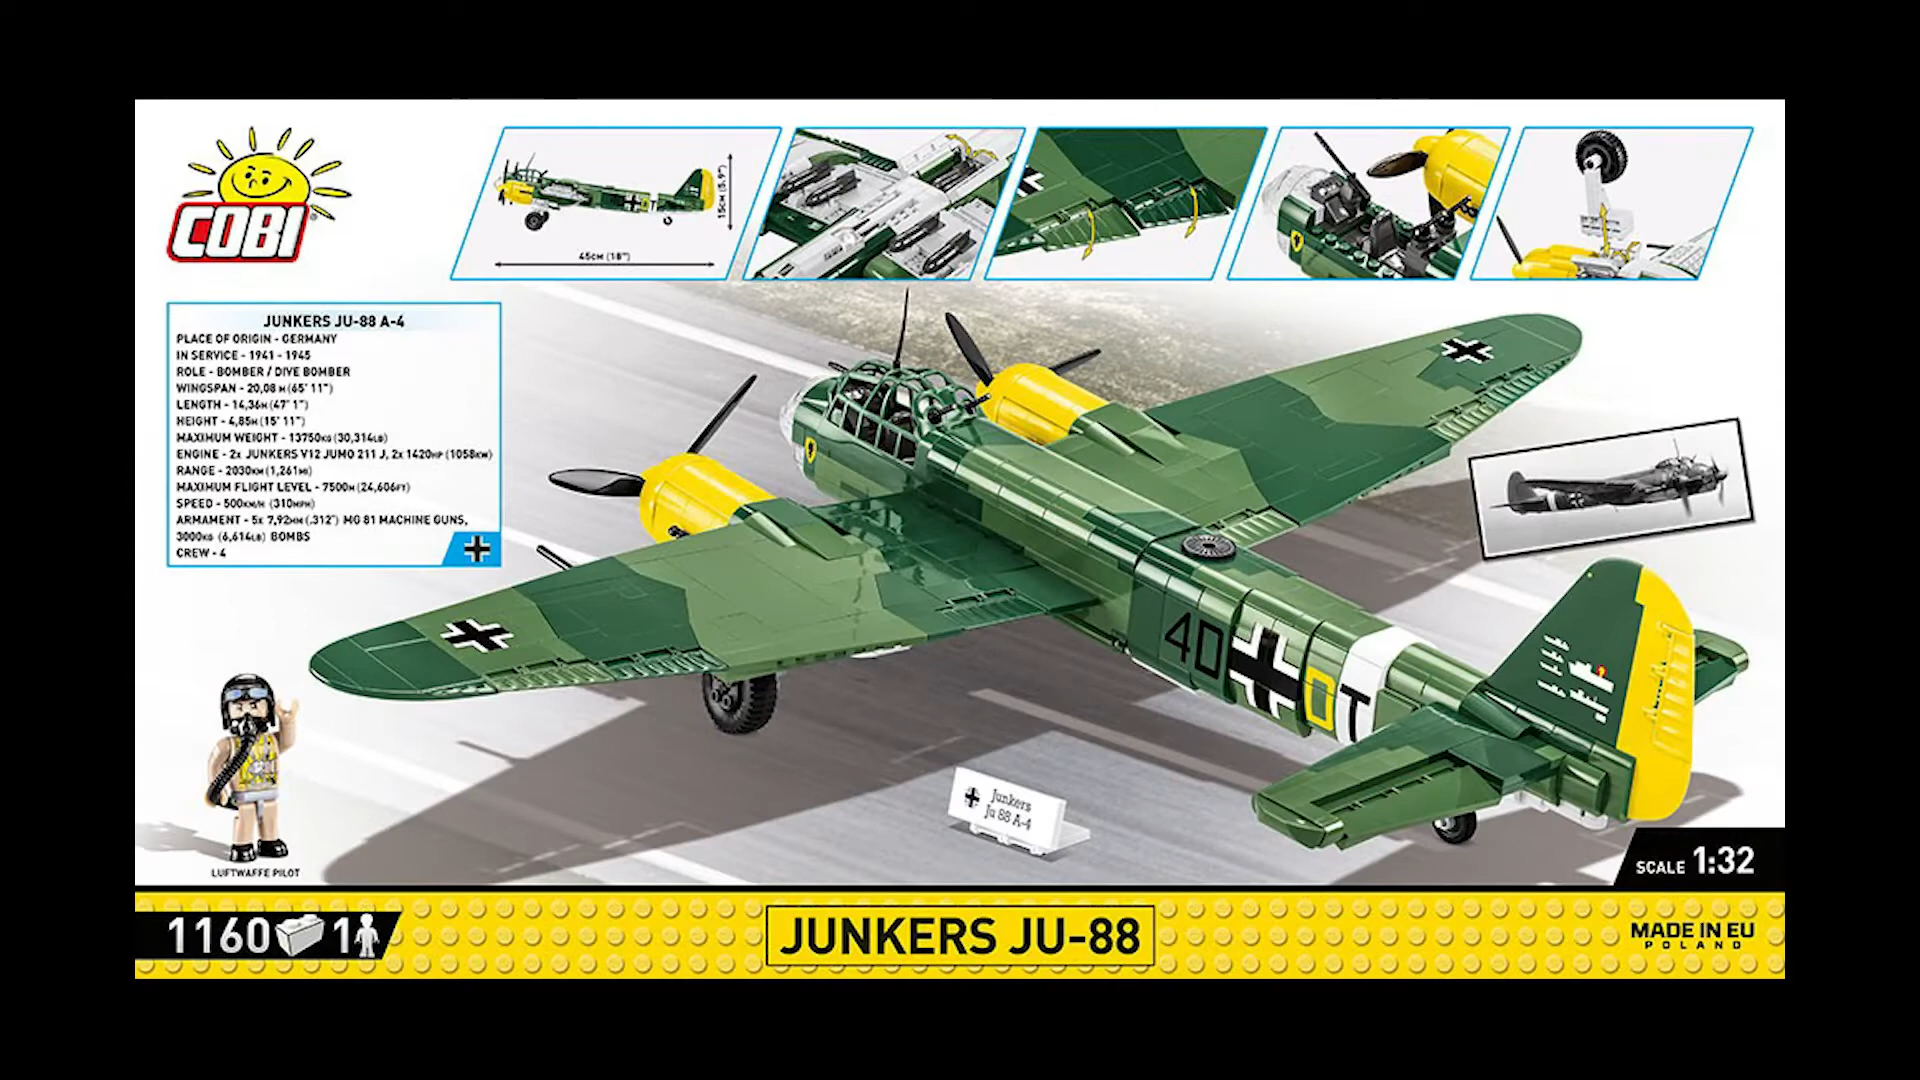 COBI
®
45CM (18")
15CM (5.9")
JUNKERS JU-88 A-4
PLACE OF ORIGIN - GERMANY
IN SERVICE - 1941 - 1945
ROLE - BOMBER / DIVE BOMBER
WINGSPAN - 20,08 M (65' 11")
LENGTH - 14,36M (47' 1")
HEIGHT - 4,85M (15' 11")
MAXIMUM WEIGHT - 13750KG (30,314LB)
ENGINE - 2X JUNKERS V12 JUMO 211 J, 2X 1420HP (1058KW)
RANGE - 2030KM (1,261MI)
MAXIMUM FLIGHT LEVEL - 7500M (24,606FT)
SPEED - 500KM/H (310MPH)
ARMAMENT - 5X 7,92MM (.312") MG 81 MACHINE GUNS,
3000KG (6,614LB) BOMBS
CREW - 4
4D DT
Junkers
Ju 88 A-4
LUFTWAFFE PILOT
SCALE 1:32
1160 1
JUNKERS JU-88
MADE IN EU
POLAND